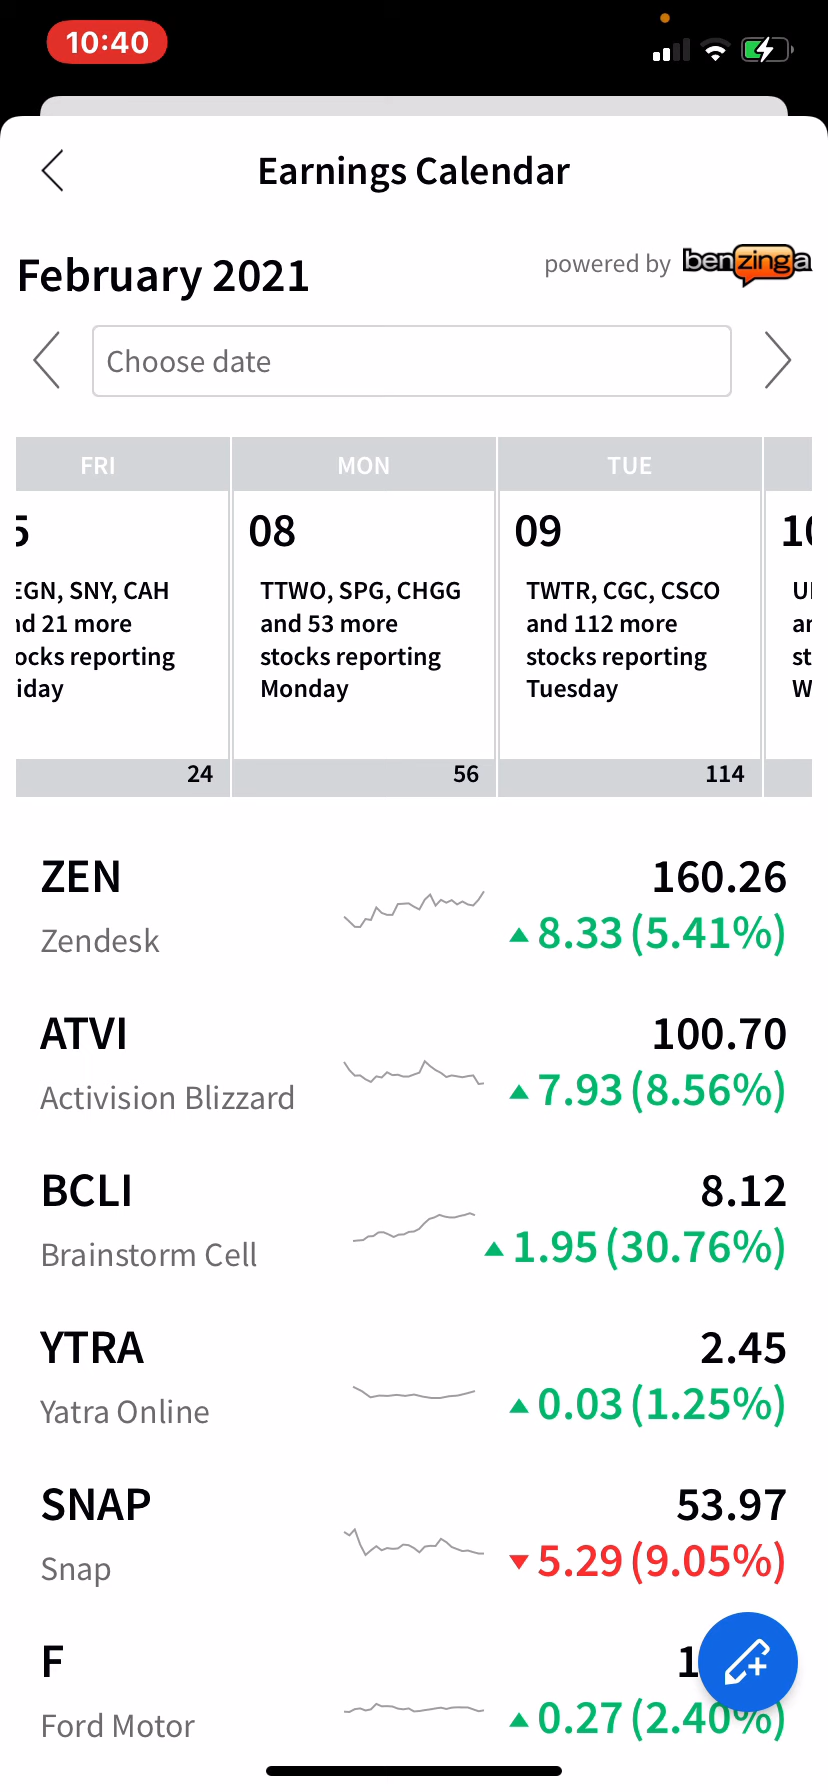 10:40
Earnings Calendar
February 2021
powered by benzinga
Choose date
FRI
MON
TUE
08
09
SNY, CAH
21 more
reporting
TTWO, SPG, CHGG
and 53 more
stocks reporting
Monday
TWTR, CGC, CSCO
and 112 more
stocks reporting
Tuesday
24
56
114
ZEN
160.26
Zendesk
8.33 (5.41%)
ATVI
100.70
Activision Blizzard
7.93 (8.56%)
BCLI
8.12
Brainstorm Cell
1.95 (30.76%)
YTRA
2.45
Yatra Online
0.03 (1.25%)
SNAP
53.97
Snap
5.29 (9.05%)
F
Ford Motor
0.27 (2.40%)